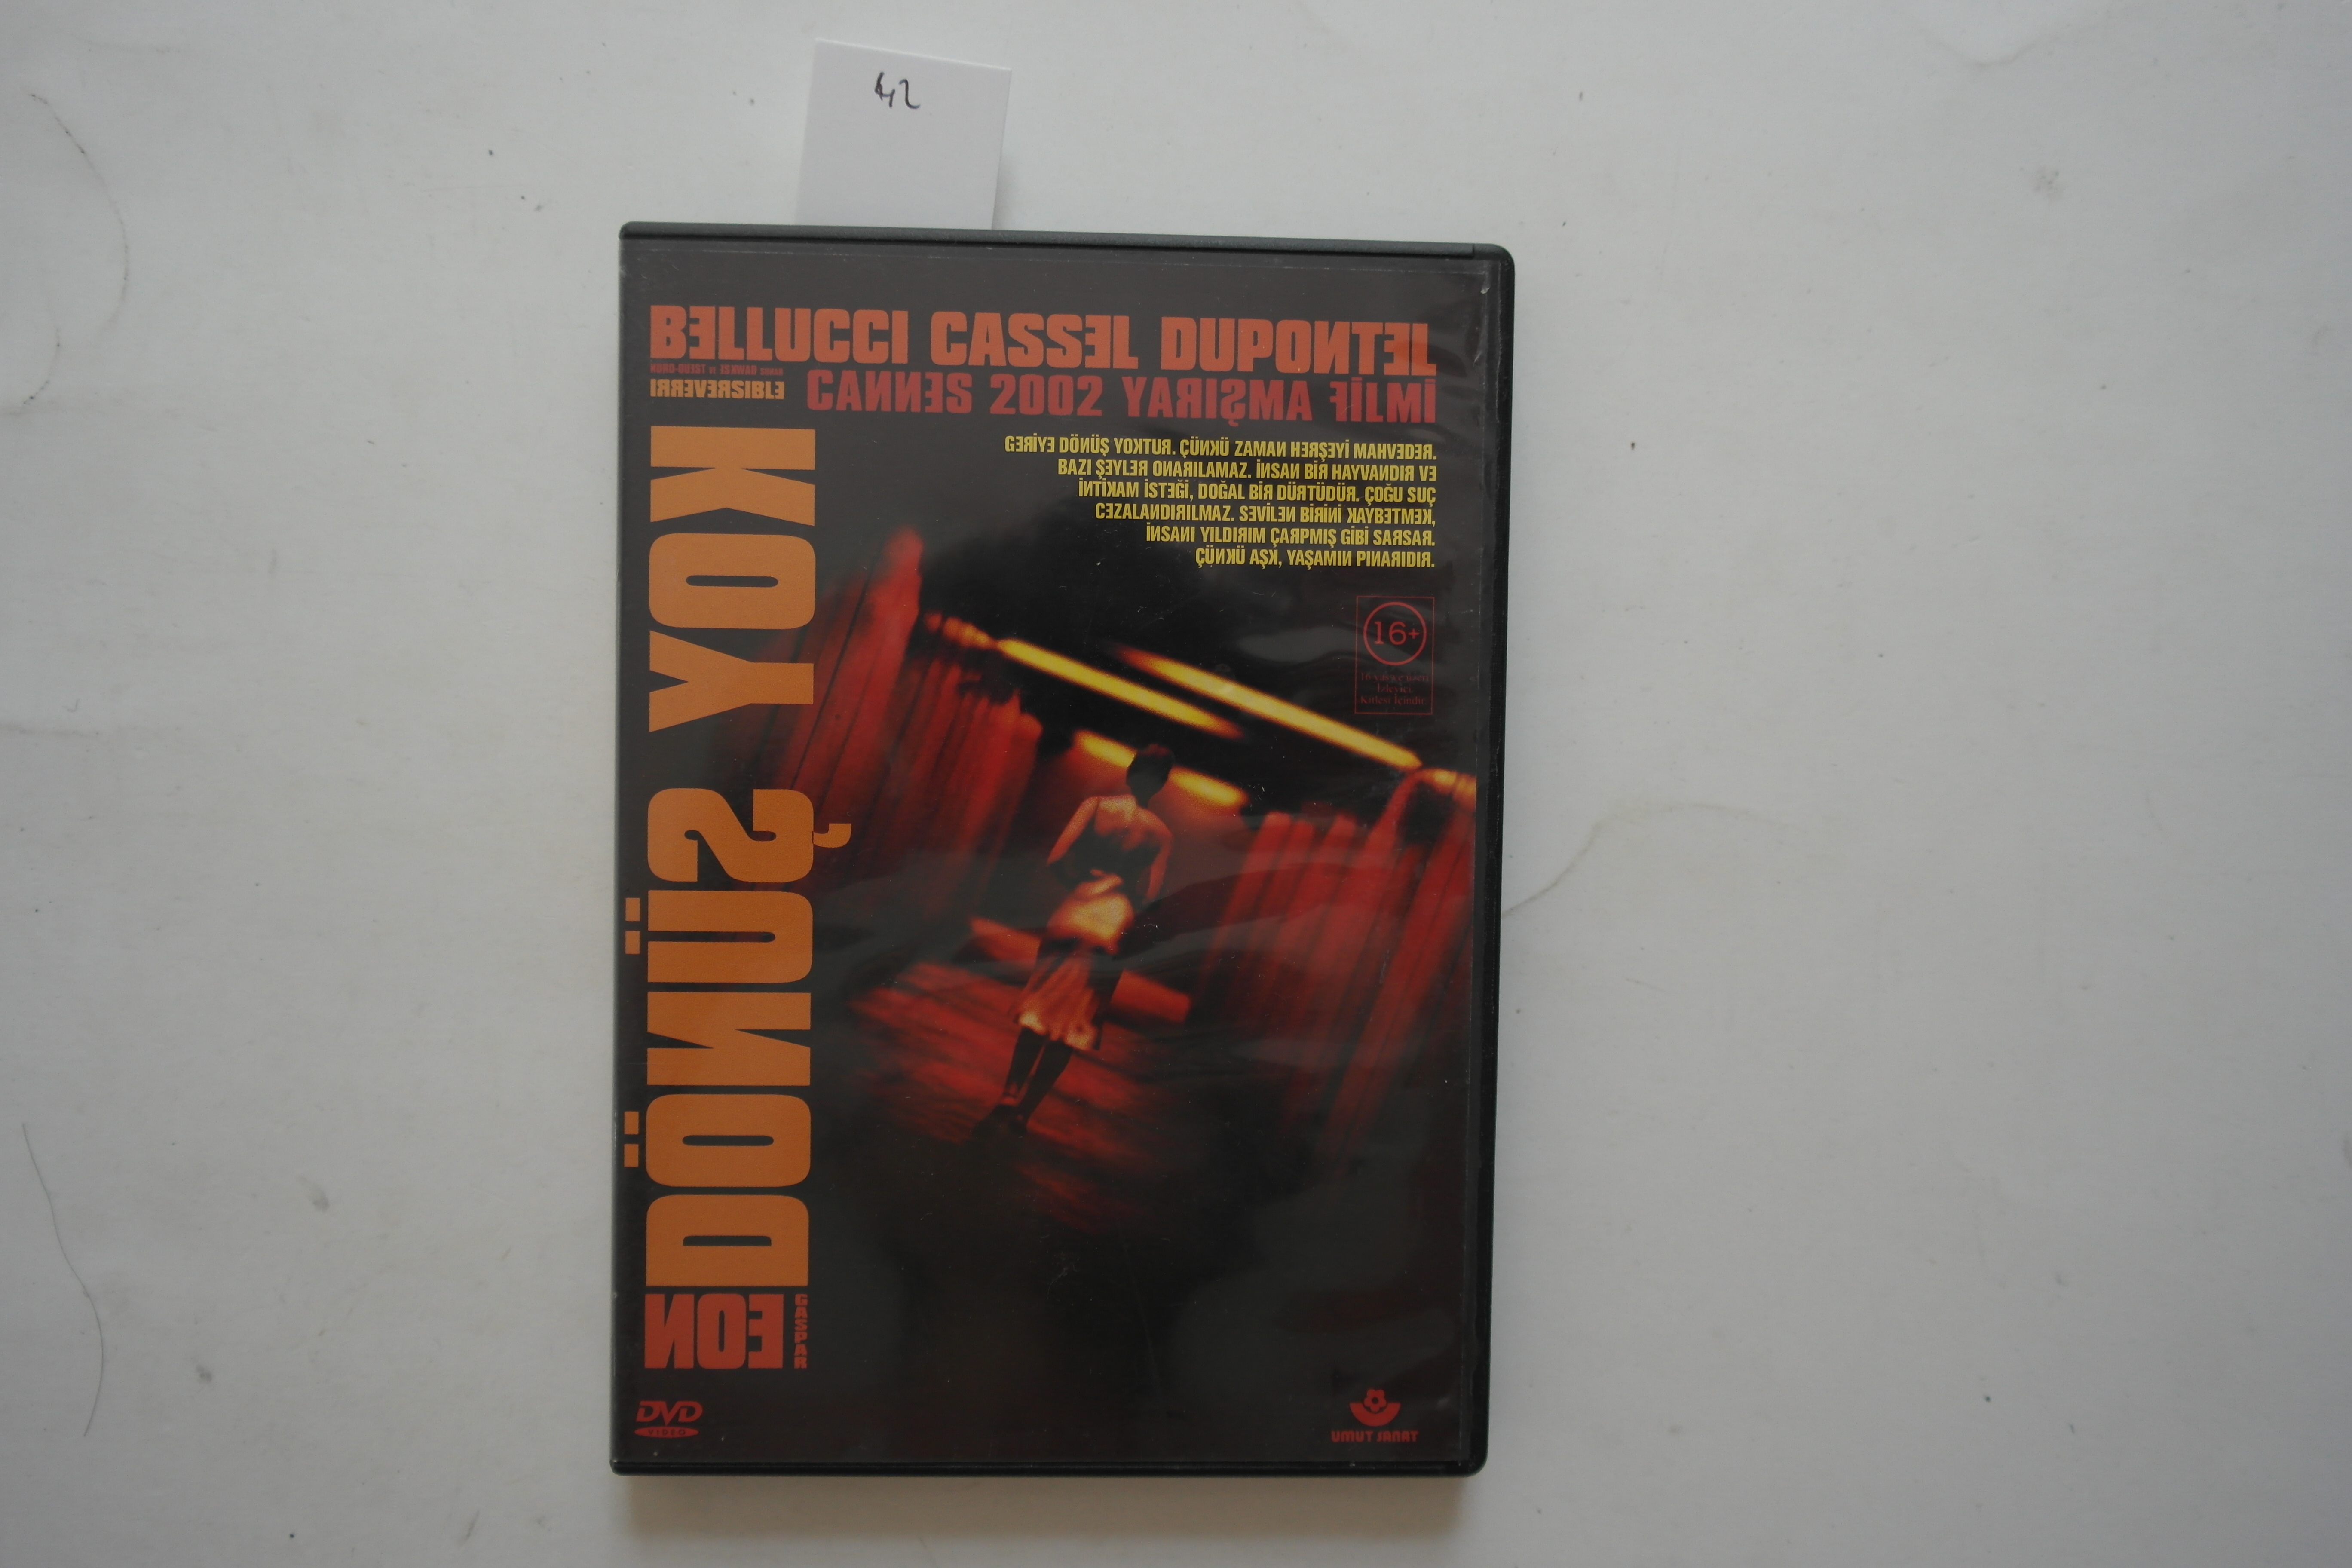 42
BELLUCCI CASSEL DUPONTEL
IRREVERSIBLE
CANNES 2002 YARIŞMA FİLMİ
GERİYE DÖNÜŞ YOKTUR. ÇÜNKÜ ZAMAN HERŞEYİ MAHVEDER.
BAZI ŞEYLER ONARILAMAZ. İNSAN BİR HAYVANDIR VE
İNTİKAM İSTEĞİ, DOĞAL BİR DÜRTÜDÜR. ÇOĞU SUÇ
CEZALANDIRILMAZ. SEVİLEN BİRİNİ KAYBETMEK,
İNSANI YILDIRIM ÇARPMIŞ GİBİ SARSAR.
ÇÜNKÜ AŞK, YAŞAMIN PINARIDIR.
16+
İzleyici
Kitlesi İçindir
DÖNÜŞ YOK
GASPAR
NOE
DVD
VIDEO
UMUT SANAT